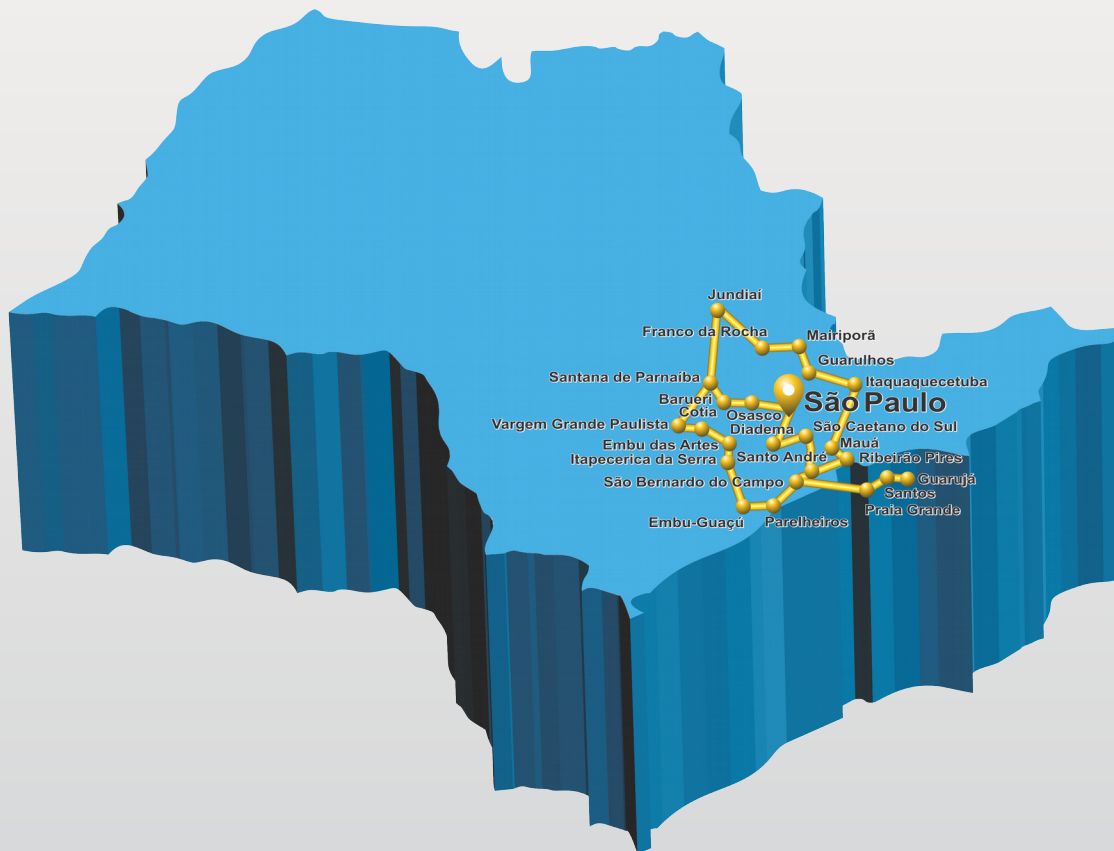 Jundiaí
Franco da Rocha
Mairiporã
Guarulhos
Santana de Parnaiba
Itaquaquecetuba
Barueri
São Paulo
Cotia
Osasco
Vargem Grande Paulista
Diadema
São Caetano do Sul
Embu das Artes
Mauá
Itapecerica da Serra
Santo André
Ribeirão Pires
São Bernardo do Campo
Guarujá
Santos
Praia Grande
Embu-Guaçú
Parelheiros